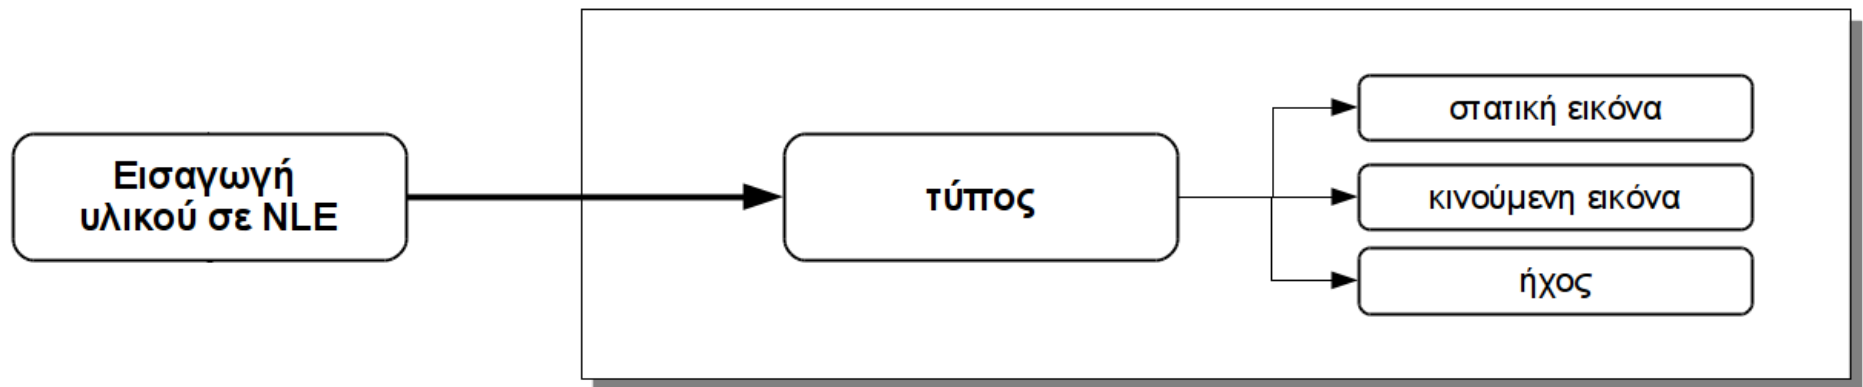 Εισαγωγή
υλικού σε NLE
τύπος
στατική εικόνα
κινούμενη εικόνα
ήχος